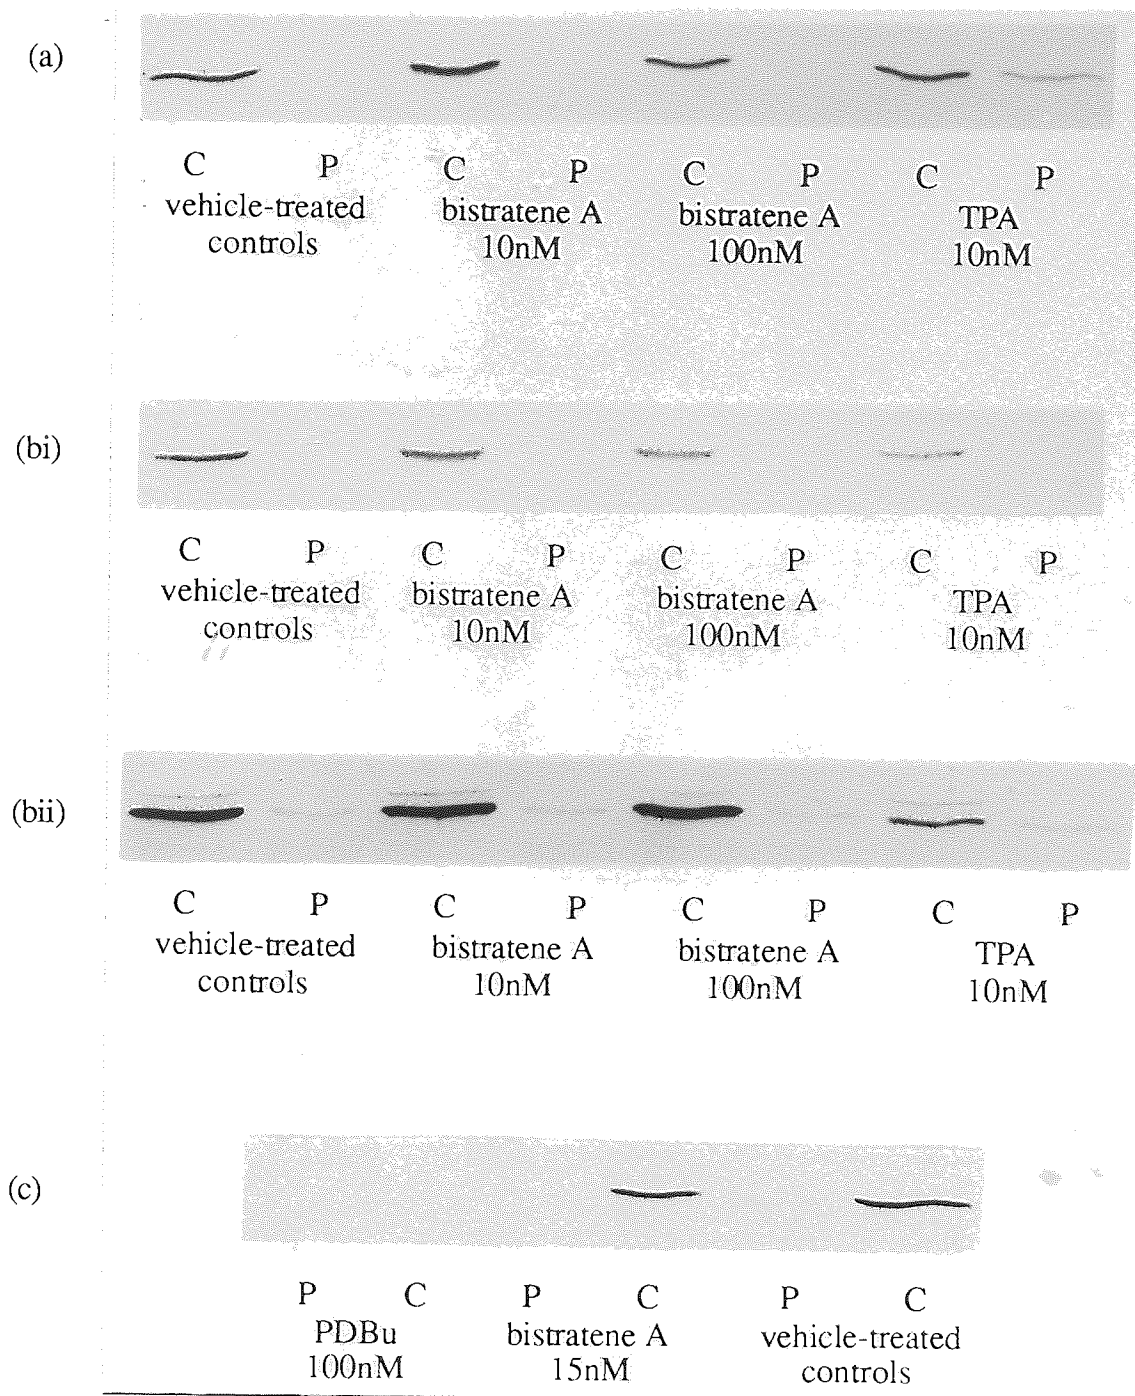 (a)
C P C P C P C P
vehicle-treated controls bistratene A 10nM bistratene A 100nM TPA 10nM
(bi)
C P C P C P C P
vehicle-treated controls bistratene A 10nM bistratene A 100nM TPA 10nM
(bii)
C P C P C P C P
vehicle-treated controls bistratene A 10nM bistratene A 100nM TPA 10nM
(c)
P C P C P C
PDBu 100nM bistratene A 15nM vehicle-treated controls